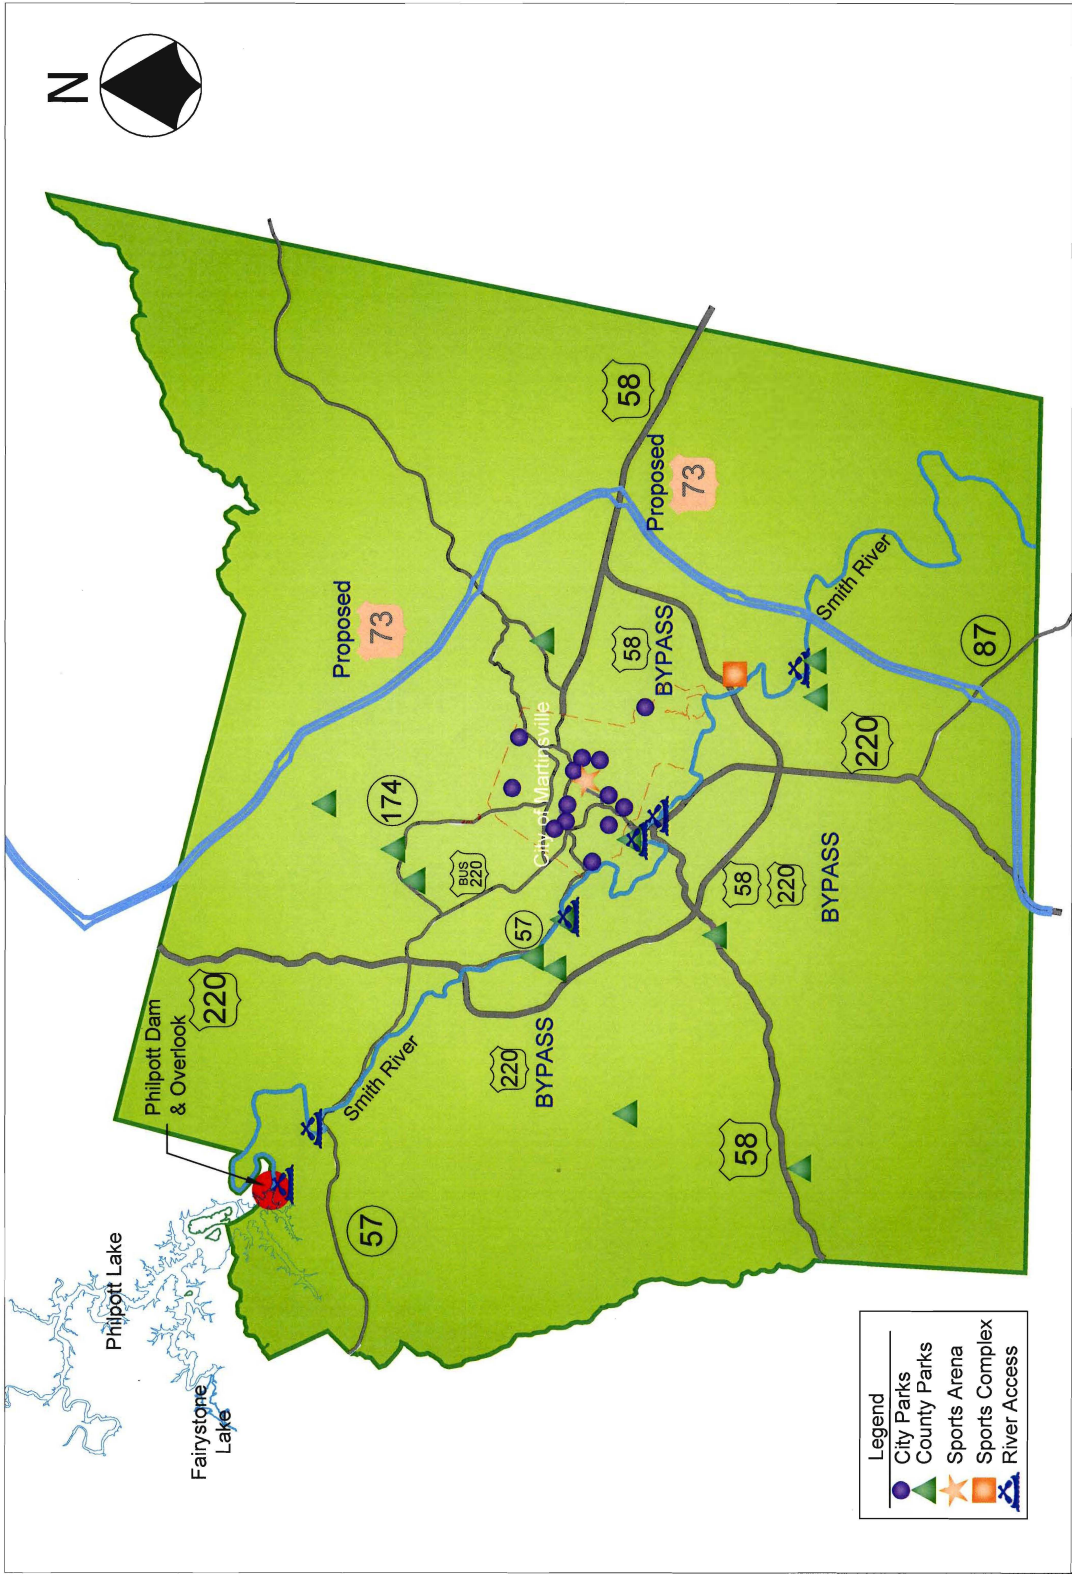 N
Philpott Lake
Fairystone
Lake
Philpott Dam
& Overlook
220
57
Smith River
220
BYPASS
58
57
BUS
220
174
Proposed
73
City of Martinsville
58
BYPASS
58
Proposed
73
58
220
BYPASS
220
87
Smith River
Legend
City Parks
County Parks
Sports Arena
Sports Complex
River Access